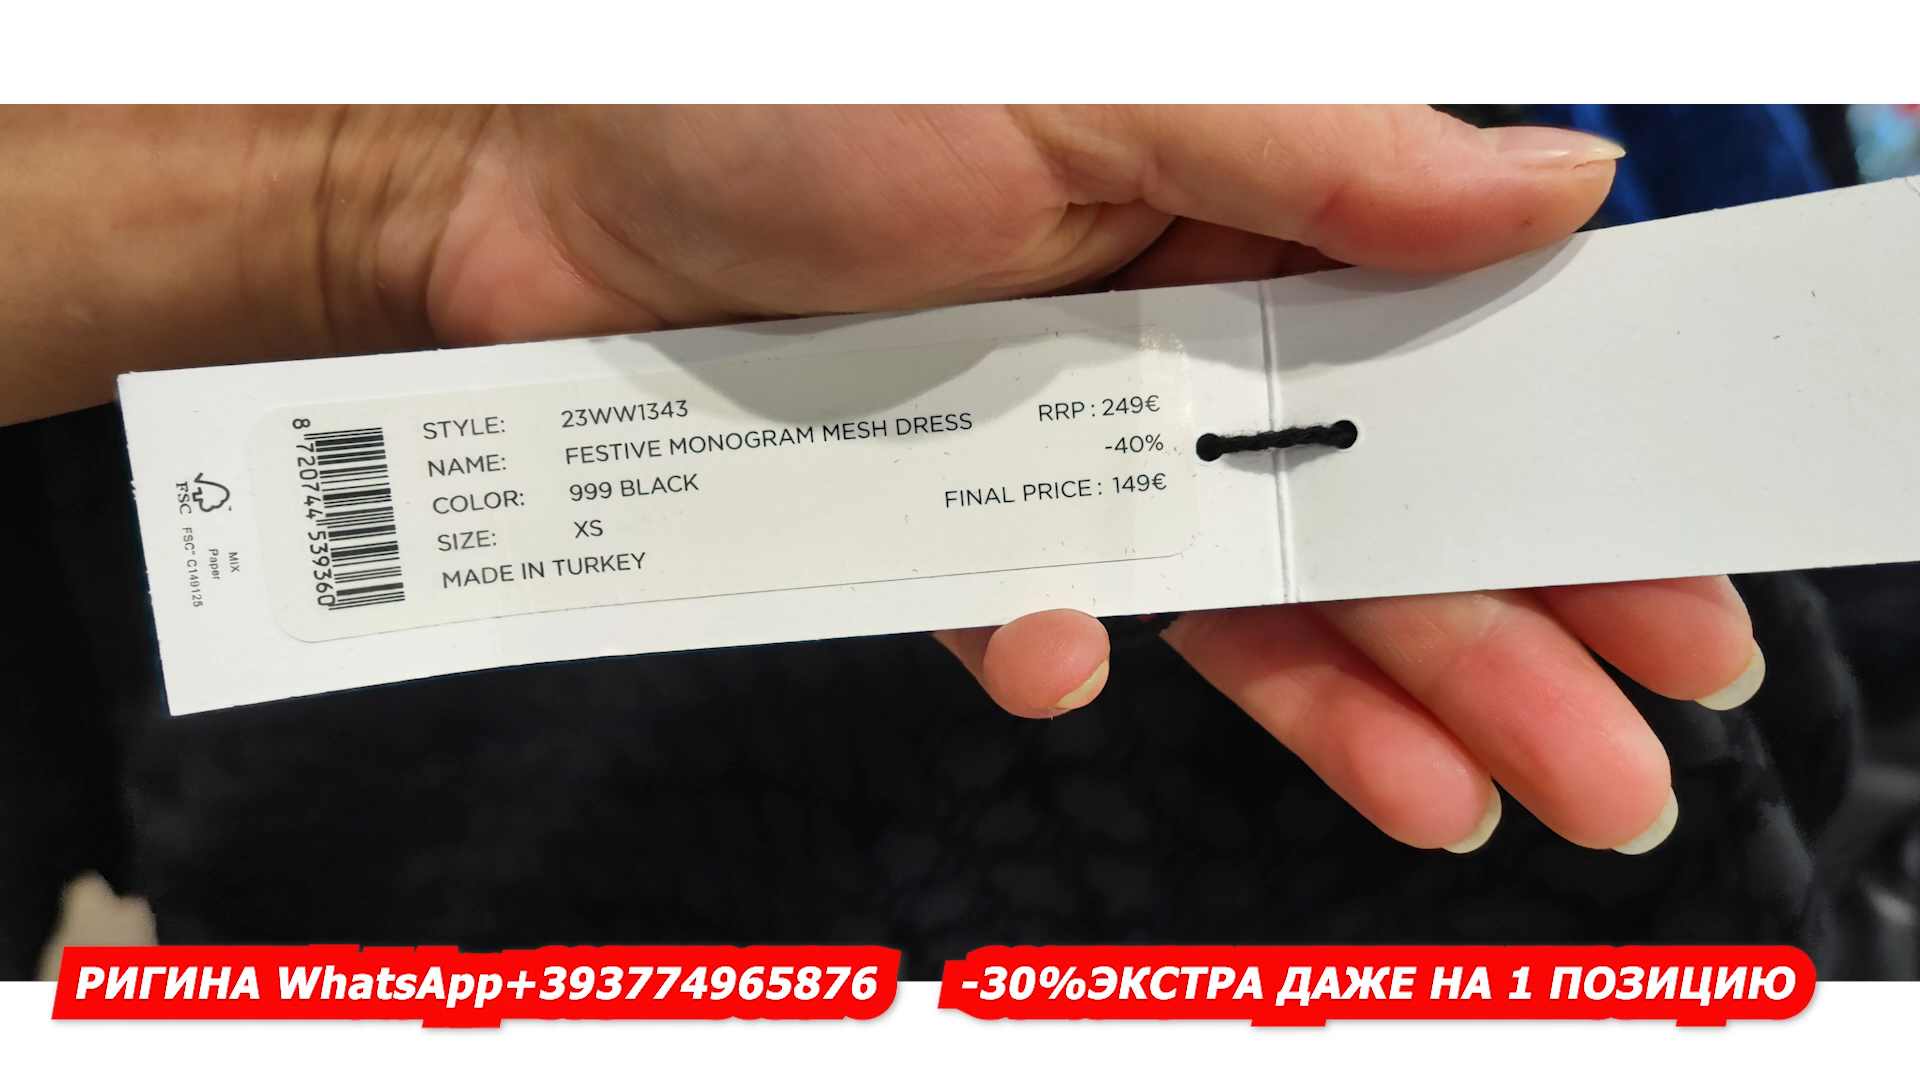 8 720744 539360
FSC
FSC™ C149125
MIX
Paper
STYLE: 23WW1343
NAME: FESTIVE MONOGRAM MESH DRESS
COLOR: 999 BLACK
SIZE: XS
MADE IN TURKEY
RRP : 249€
-40%
FINAL PRICE : 149€
РИГИНА WhatsApp+393774965876
-30%ЭКСТРА ДАЖЕ НА 1 ПОЗИЦИЮ